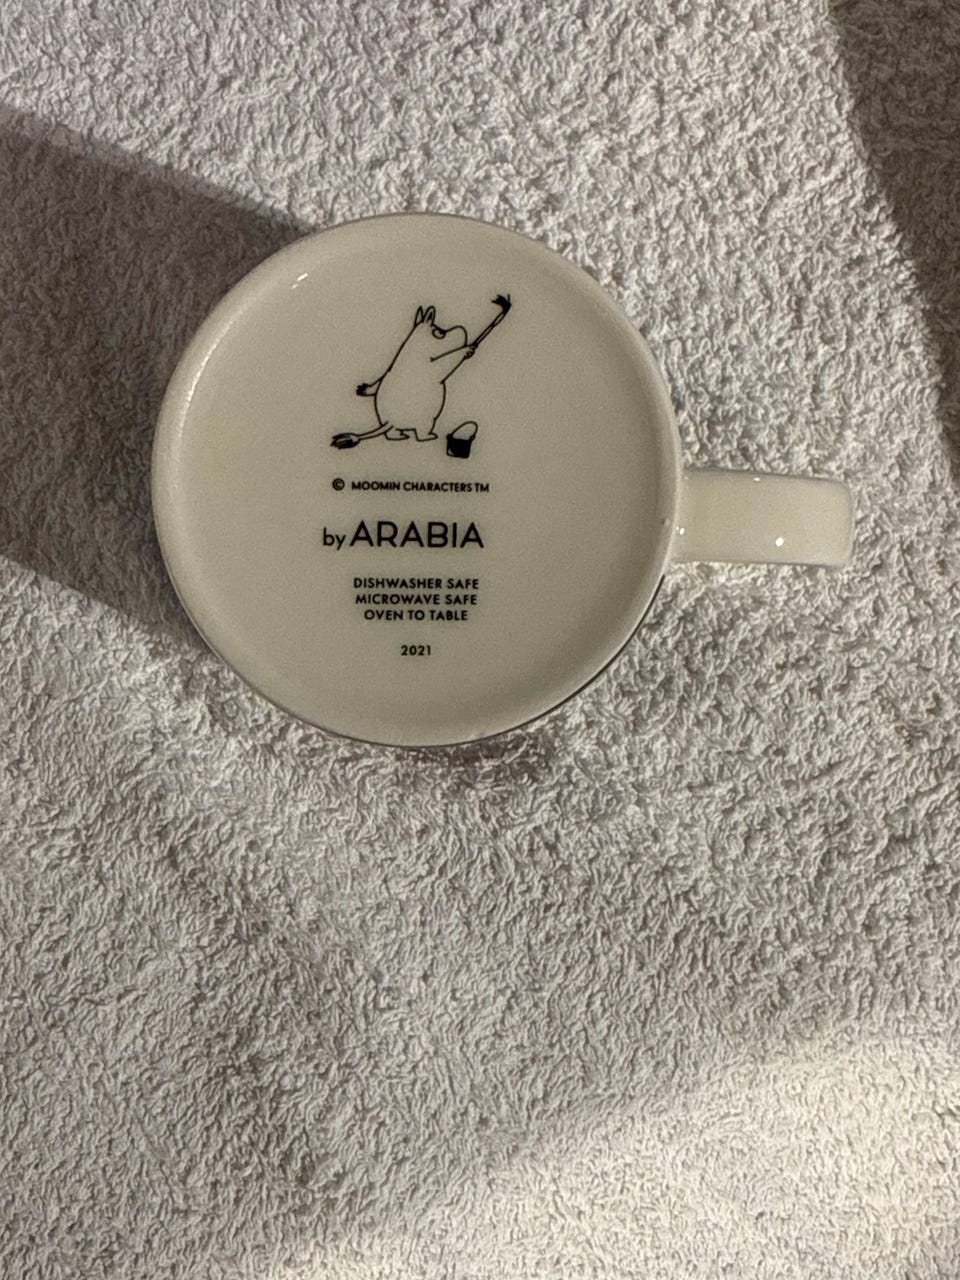 © MOOMIN CHARACTERS TM
by ARABIA
DISHWASHER SAFE
MICROWAVE SAFE
OVEN TO TABLE
2021